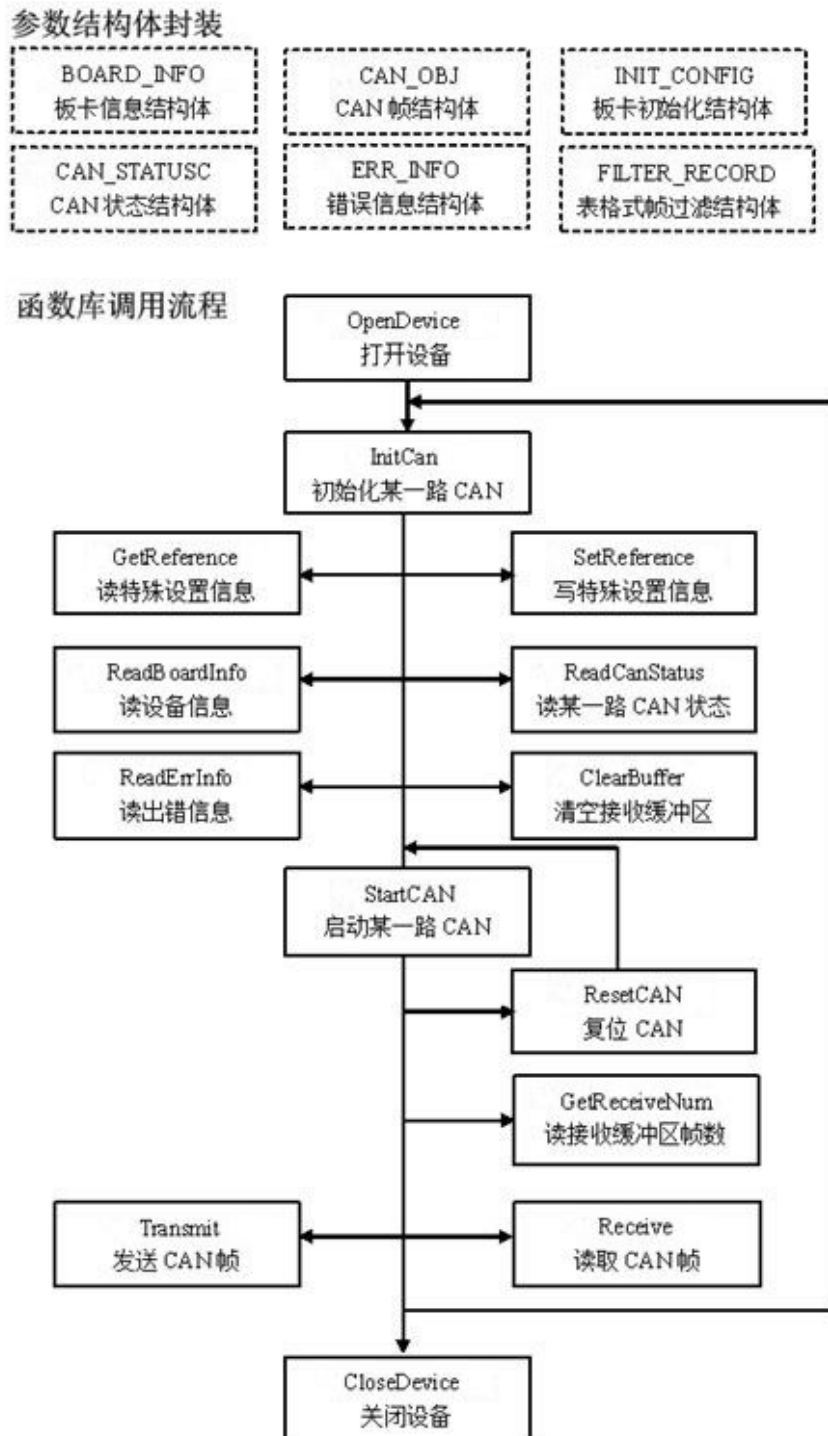 参数结构体封装
BOARD_INFO
板卡信息结构体
CAN_OBJ
CAN 帧结构体
INIT_CONFIG
板卡初始化结构体
CAN_STATUSC
CAN 状态结构体
ERR_INFO
错误信息结构体
FILTER_RECORD
表格式帧过滤结构体
函数库调用流程
OpenDevice
打开设备
InitCan
初始化某一路 CAN
GetReference
读特殊设置信息
SetReference
写特殊设置信息
ReadBoardInfo
读设备信息
ReadCanStatus
读某一路 CAN 状态
ReadErrInfo
读出错信息
ClearBuffer
清空接收缓冲区
StartCAN
启动某一路 CAN
ResetCAN
复位 CAN
GetReceiveNum
读接收缓冲区帧数
Transmit
发送 CAN 帧
Receive
读取 CAN 帧
CloseDevice
关闭设备